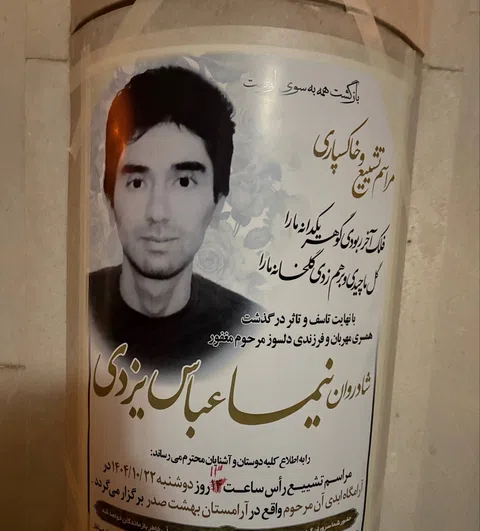 بازگشت همه به سوی اوست
مراسم تشییع و خاکسپاری
فلک آخر ربودی گوهر یکدانه ما را
گل ما چیدی و برهم زدی گلخانه ما را
با نهایت تاسف و تاثر درگذشت
همسری مهربان و فرزندی دلسوز مرحوم مغفور
شادروان نیما عباس یزدی
را به اطلاع کلیه دوستان و آشنایان محترم می رساند:
مراسم تشییع رأس ساعت ۱۳ روز دوشنبه ۱۴۰۴/۱۰/۲۲ در
آرامگاه ابدی آن مرحوم واقع در آرامستان بهشت صدر برگزار می گردد.